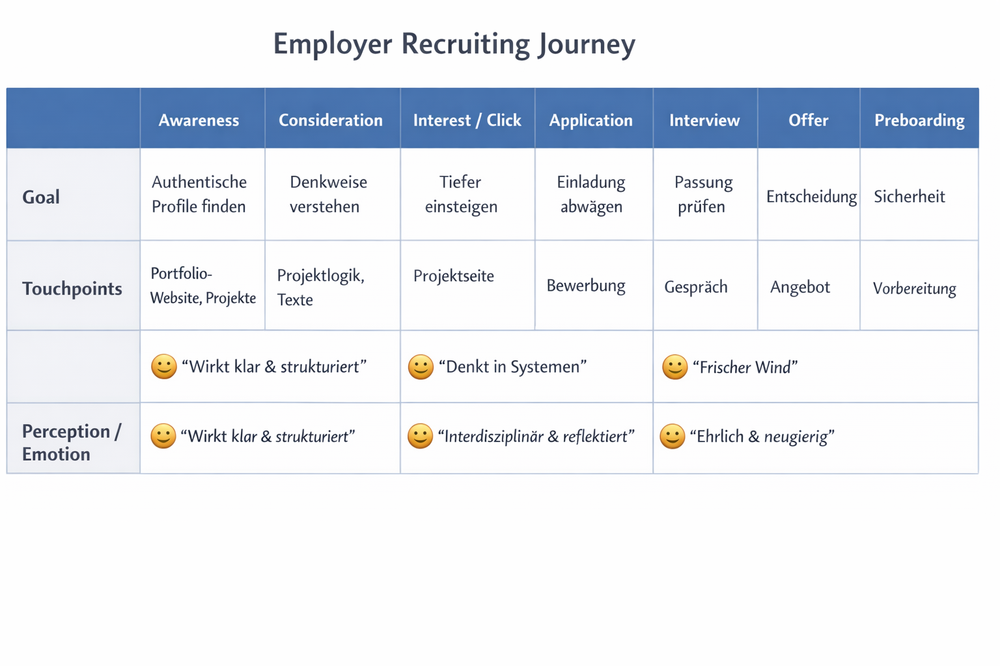 Employer Recruiting Journey
Awareness Consideration Interest / Click Application Interview Offer Preboarding
Goal
Authentische
Profile finden
Denkweise
verstehen
Tiefer
einsteigen
Einladung
abwägen
Passung
prüfen
Entscheidung
Sicherheit
Touchpoints
Portfolio-
Website, Projekte
Projektlogik,
Texte
Projektseite
Bewerbung
Gespräch
Angebot
Vorbereitung
“Wirkt klar & strukturiert”
“Denkt in Systemen”
“Frischer Wind”
Perception /
Emotion
“Wirkt klar & strukturiert”
“Interdisziplinär & reflektiert”
“Ehrlich & neugierig”